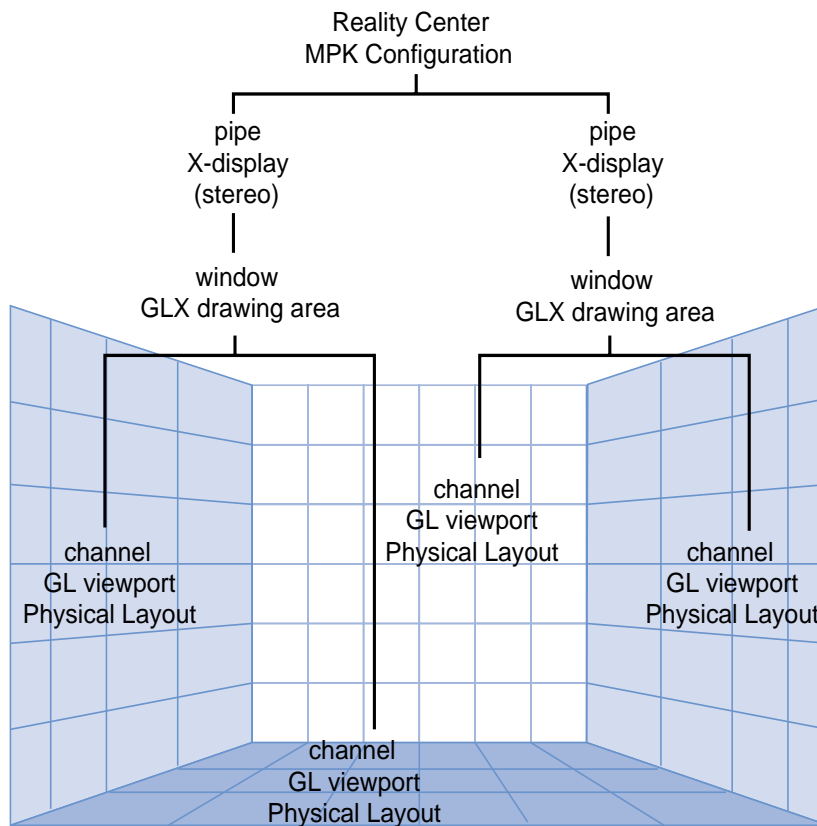 Reality Center
MPK Configuration
pipe
X-display
(stereo)
pipe
X-display
(stereo)
window
GLX drawing area
window
GLX drawing area
channel
GL viewport
Physical Layout
channel
GL viewport
Physical Layout
channel
GL viewport
Physical Layout
channel
GL viewport
Physical Layout